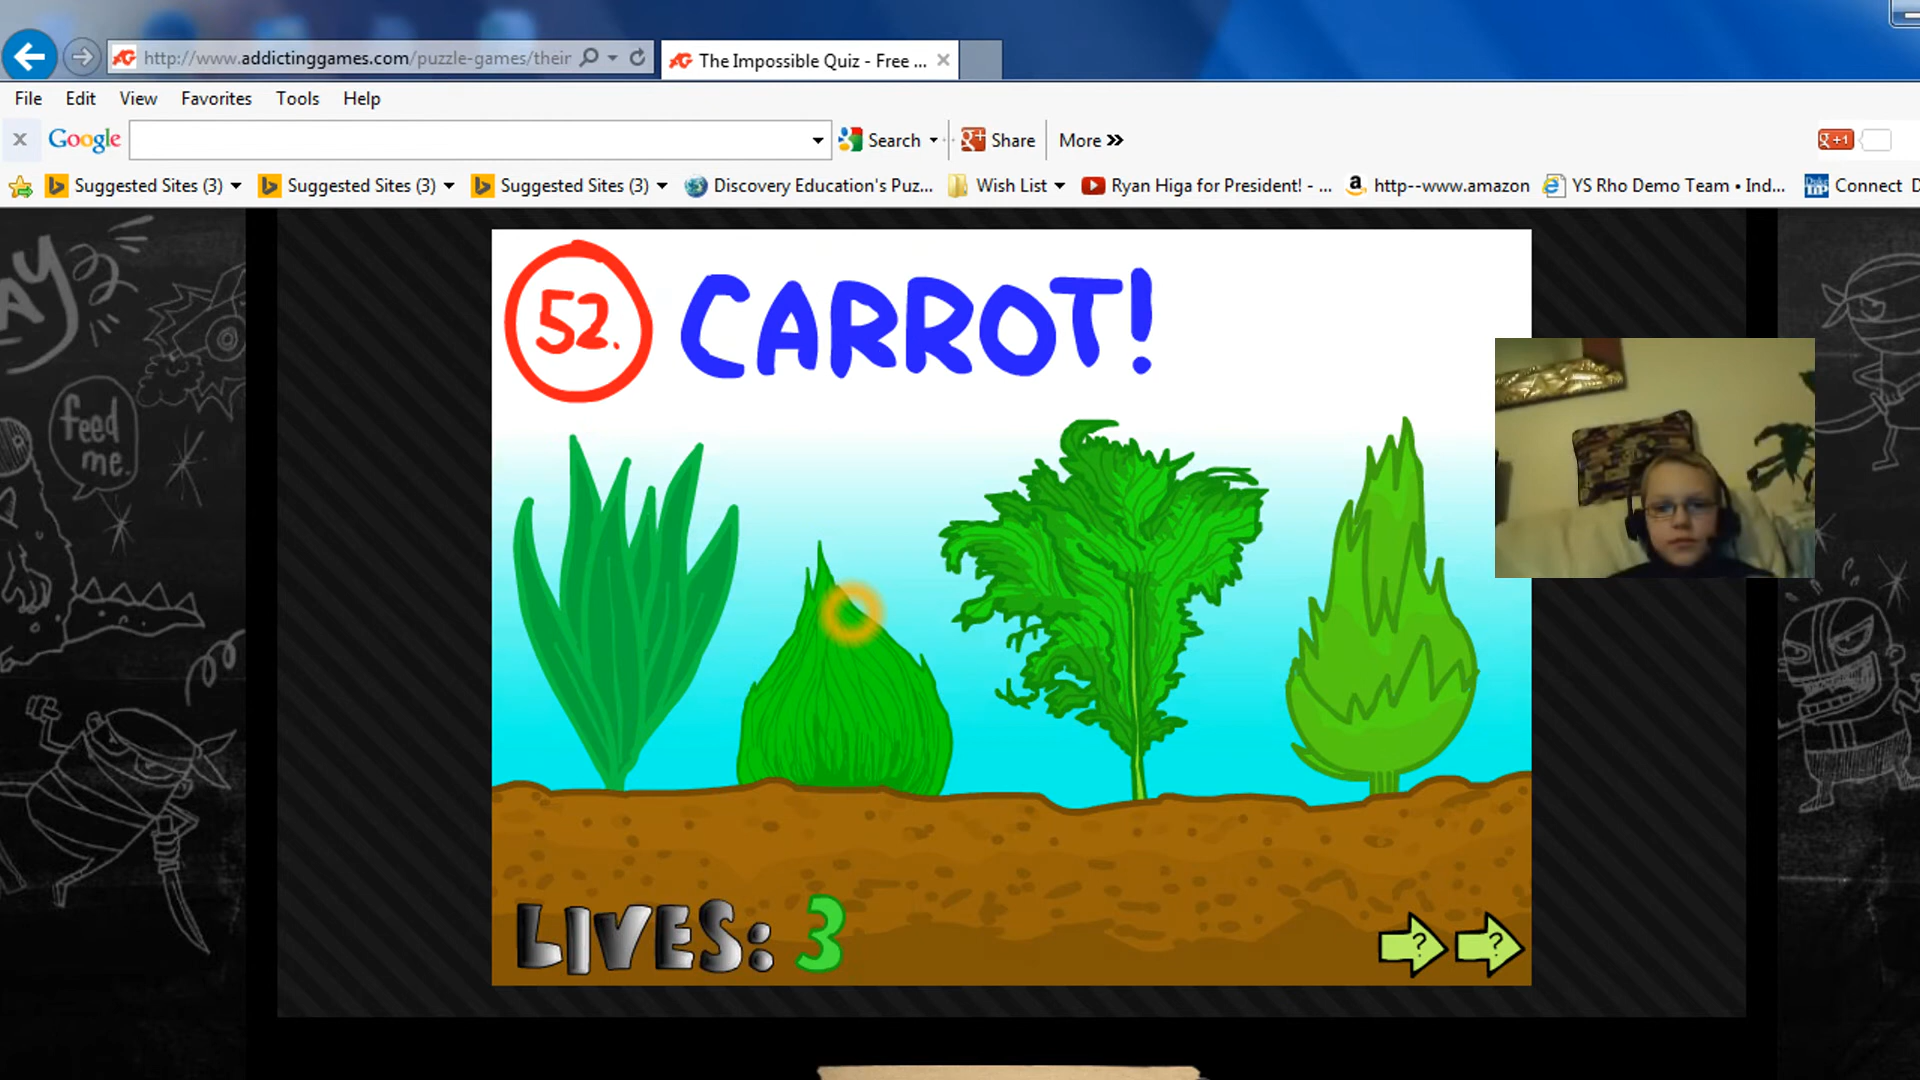 http://www.addictinggames.com/puzzle-games/their
The Impossible Quiz - Free ...
File Edit View Favorites Tools Help
Google Search Share More »
g+1
Suggested Sites (3) Suggested Sites (3) Suggested Sites (3) Discovery Education's Puz... Wish List Ryan Higa for President! - ... http--www.amazon YS Rho Demo Team • Ind... Connect D
52. CARROT!
feed
me.
LIVES: 3
? ?